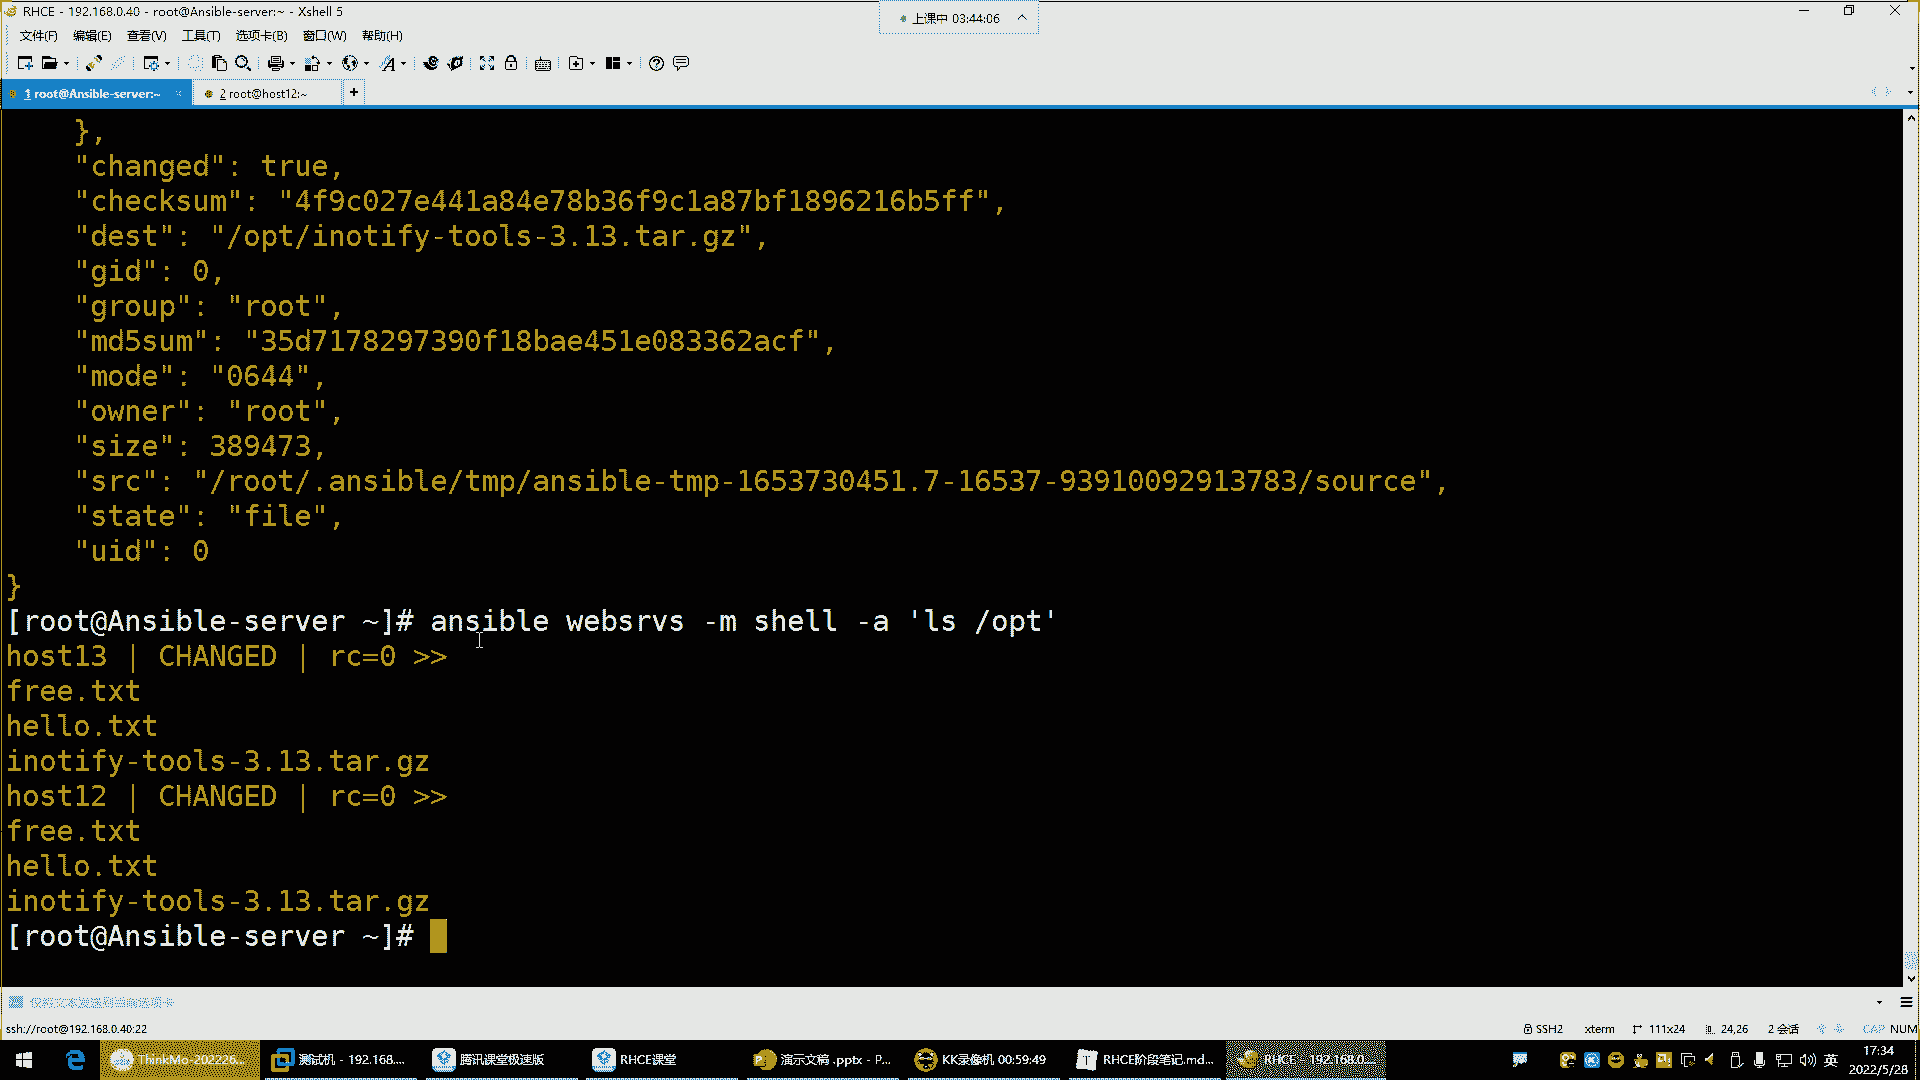 RHCE - 192.168.0.40 - root@Ansible-server:~ - Xshell 5
上课中 03:44:06
文件(F) 编辑(E) 查看(V) 工具(T) 选项卡(B) 窗口(W) 帮助(H)
1 root@Ansible-server:~ × 2 root@host12:~ +
    },
    "changed": true,
    "checksum": "4f9c027e441a84e78b36f9c1a87bf1896216b5ff",
    "dest": "/opt/inotify-tools-3.13.tar.gz",
    "gid": 0,
    "group": "root",
    "md5sum": "35d7178297390f18bae451e083362acf",
    "mode": "0644",
    "owner": "root",
    "size": 389473,
    "src": "/root/.ansible/tmp/ansible-tmp-1653730451.7-16537-93910092913783/source",
    "state": "file",
    "uid": 0
}
[root@Ansible-server ~]# ansible websrvs -m shell -a 'ls /opt'
host13 | CHANGED | rc=0 >>
free.txt
hello.txt
inotify-tools-3.13.tar.gz
host12 | CHANGED | rc=0 >>
free.txt
hello.txt
inotify-tools-3.13.tar.gz
[root@Ansible-server ~]#
仅将文本发送到当前选项卡
ssh://root@192.168.0.40:22 SSH2 xterm 111x24 24,26 2 会话 CAP NUM
ThinkMo-202226... 测试机 - 192.168.... 腾讯课堂极速版 RHCE课堂 演示文稿 .pptx - P... KK录像机 00:59:49 RHCE阶段笔记.md... RHCE - 192.168.0.... 英 17:34
2022/5/28